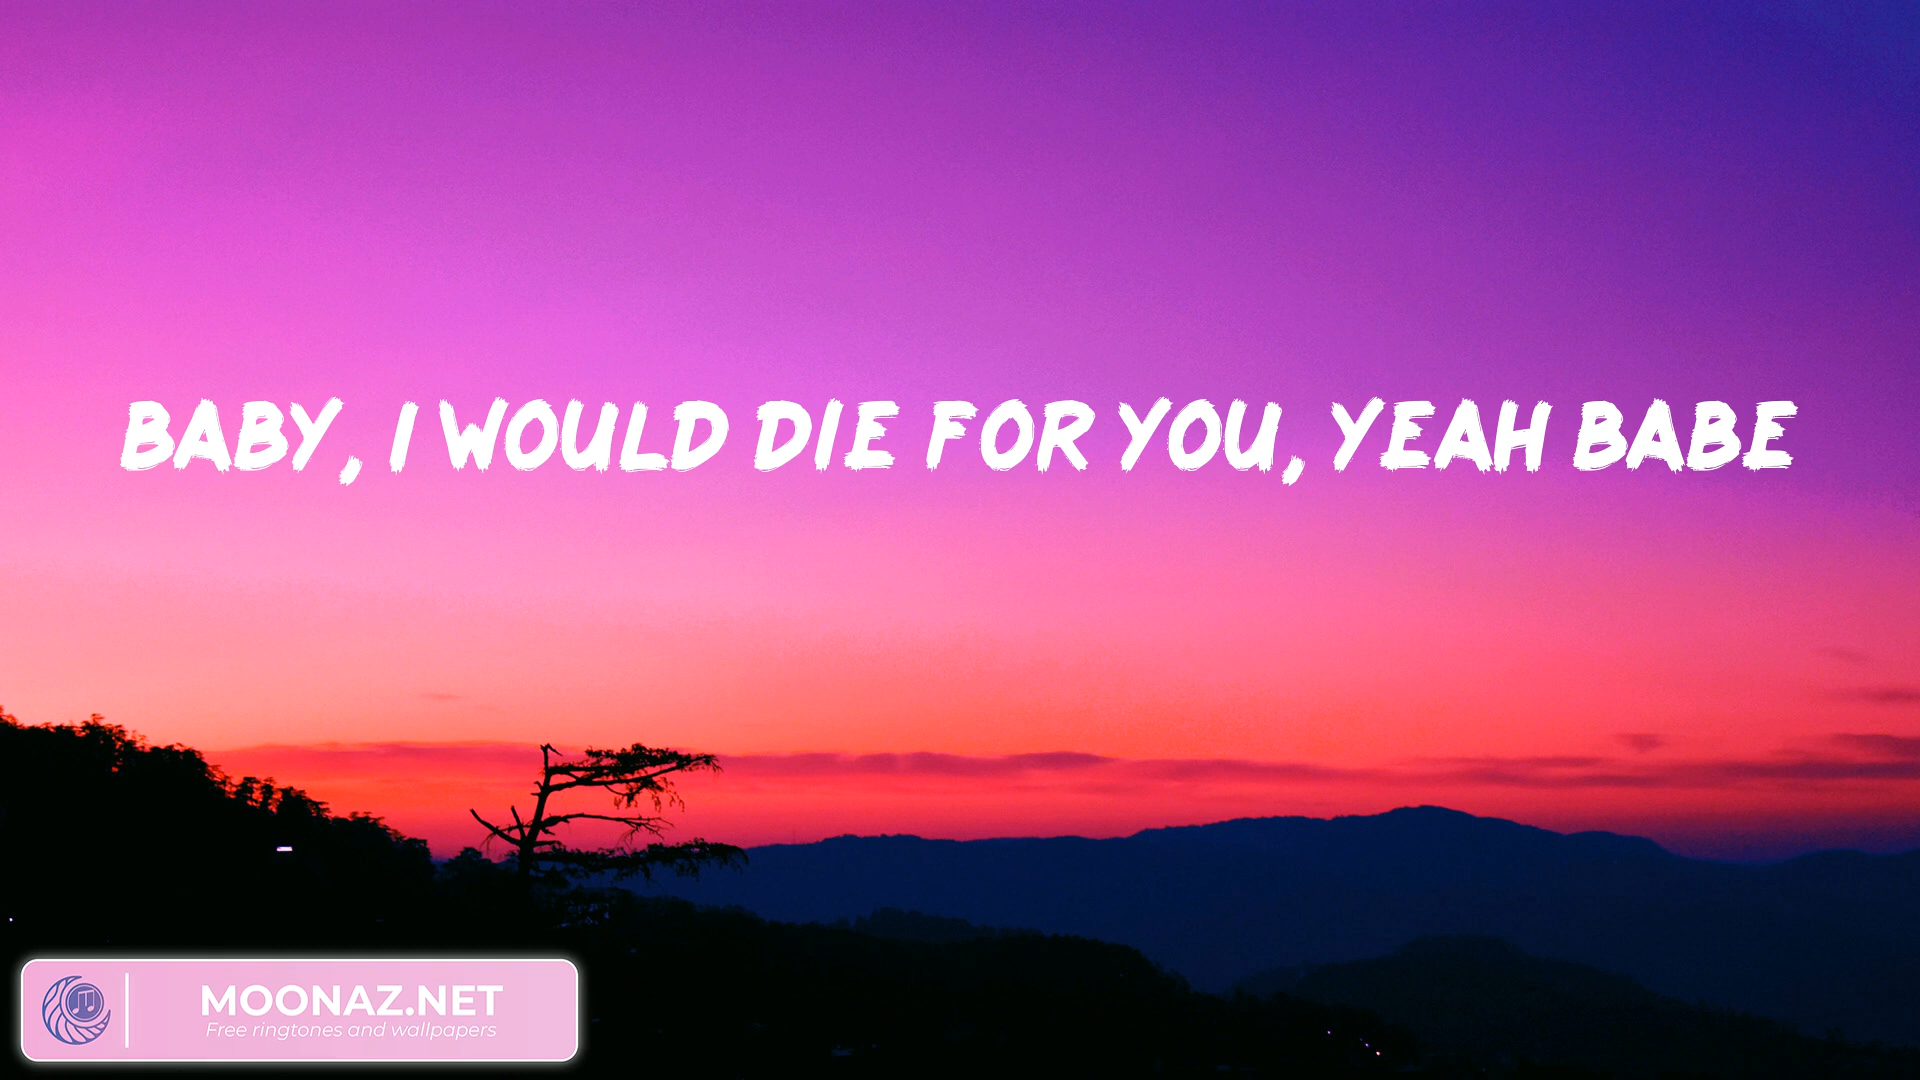 BABY, I WOULD DIE FOR YOU, YEAH BABE
MOONAZ.NET
Free ringtones and wallpapers